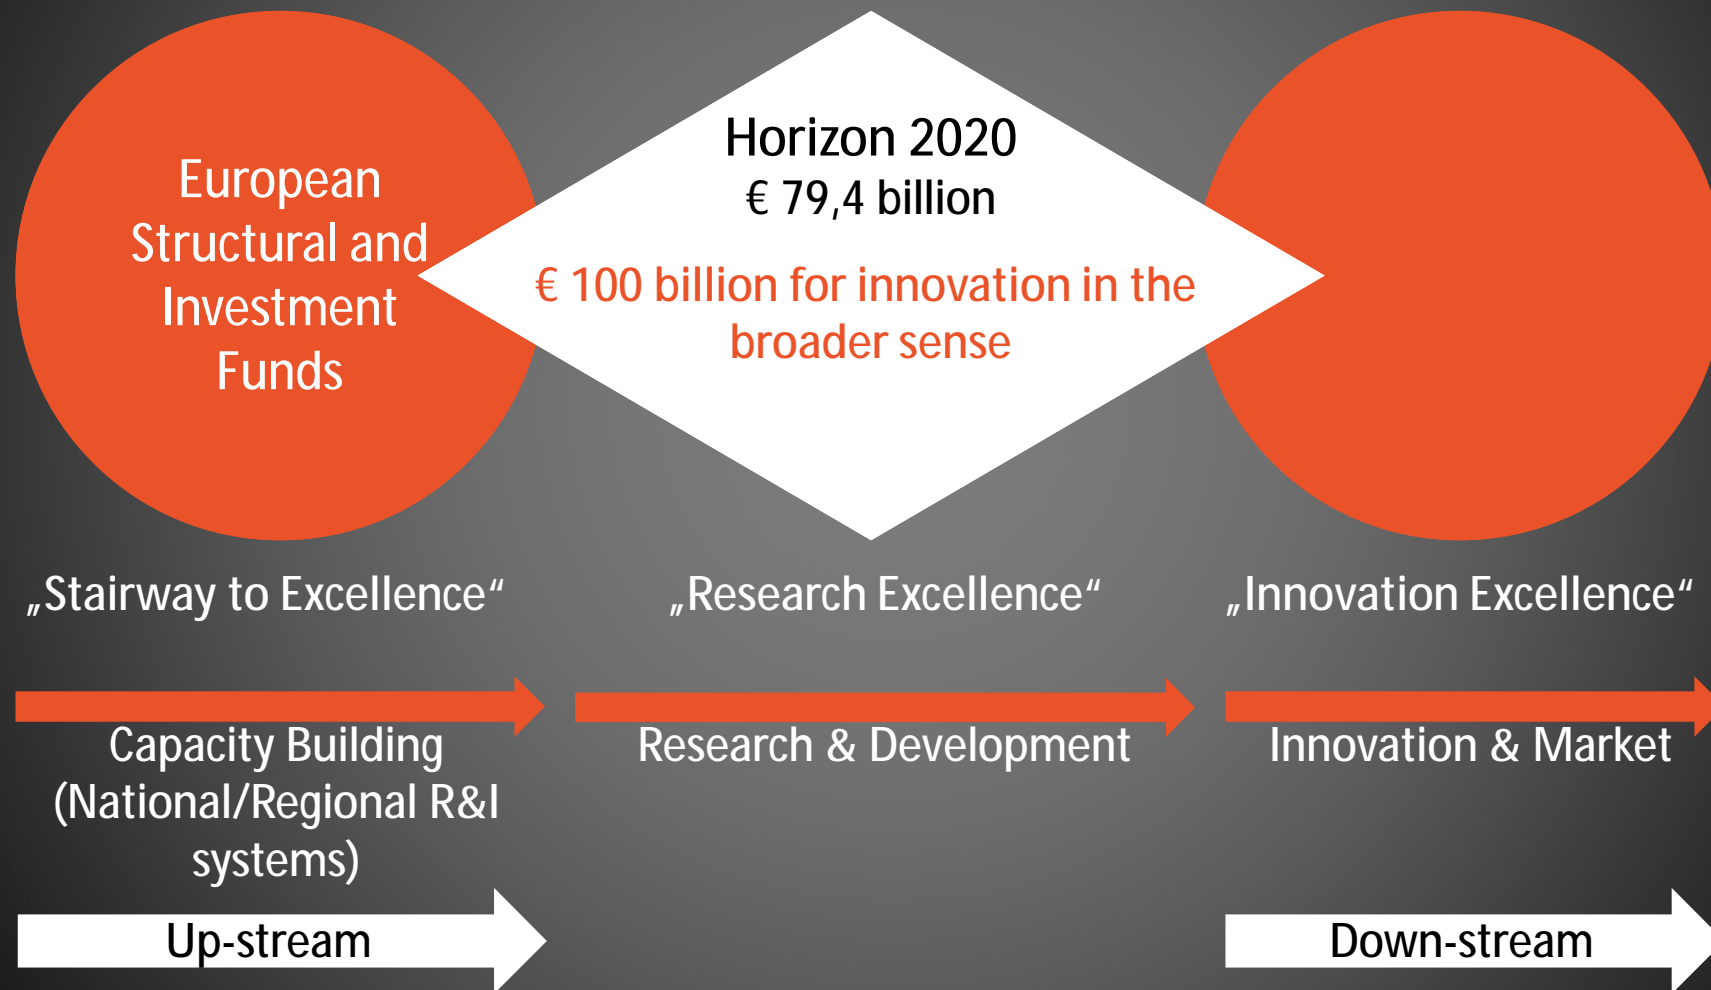 European
Structural and
Investment
Funds
Horizon 2020
€ 79,4 billion
€ 100 billion for innovation in the
broader sense
„Stairway to Excellence“
„Research Excellence“
„Innovation Excellence“
Capacity Building
(National/Regional R&I
systems)
Research & Development
Innovation & Market
Up-stream
Down-stream